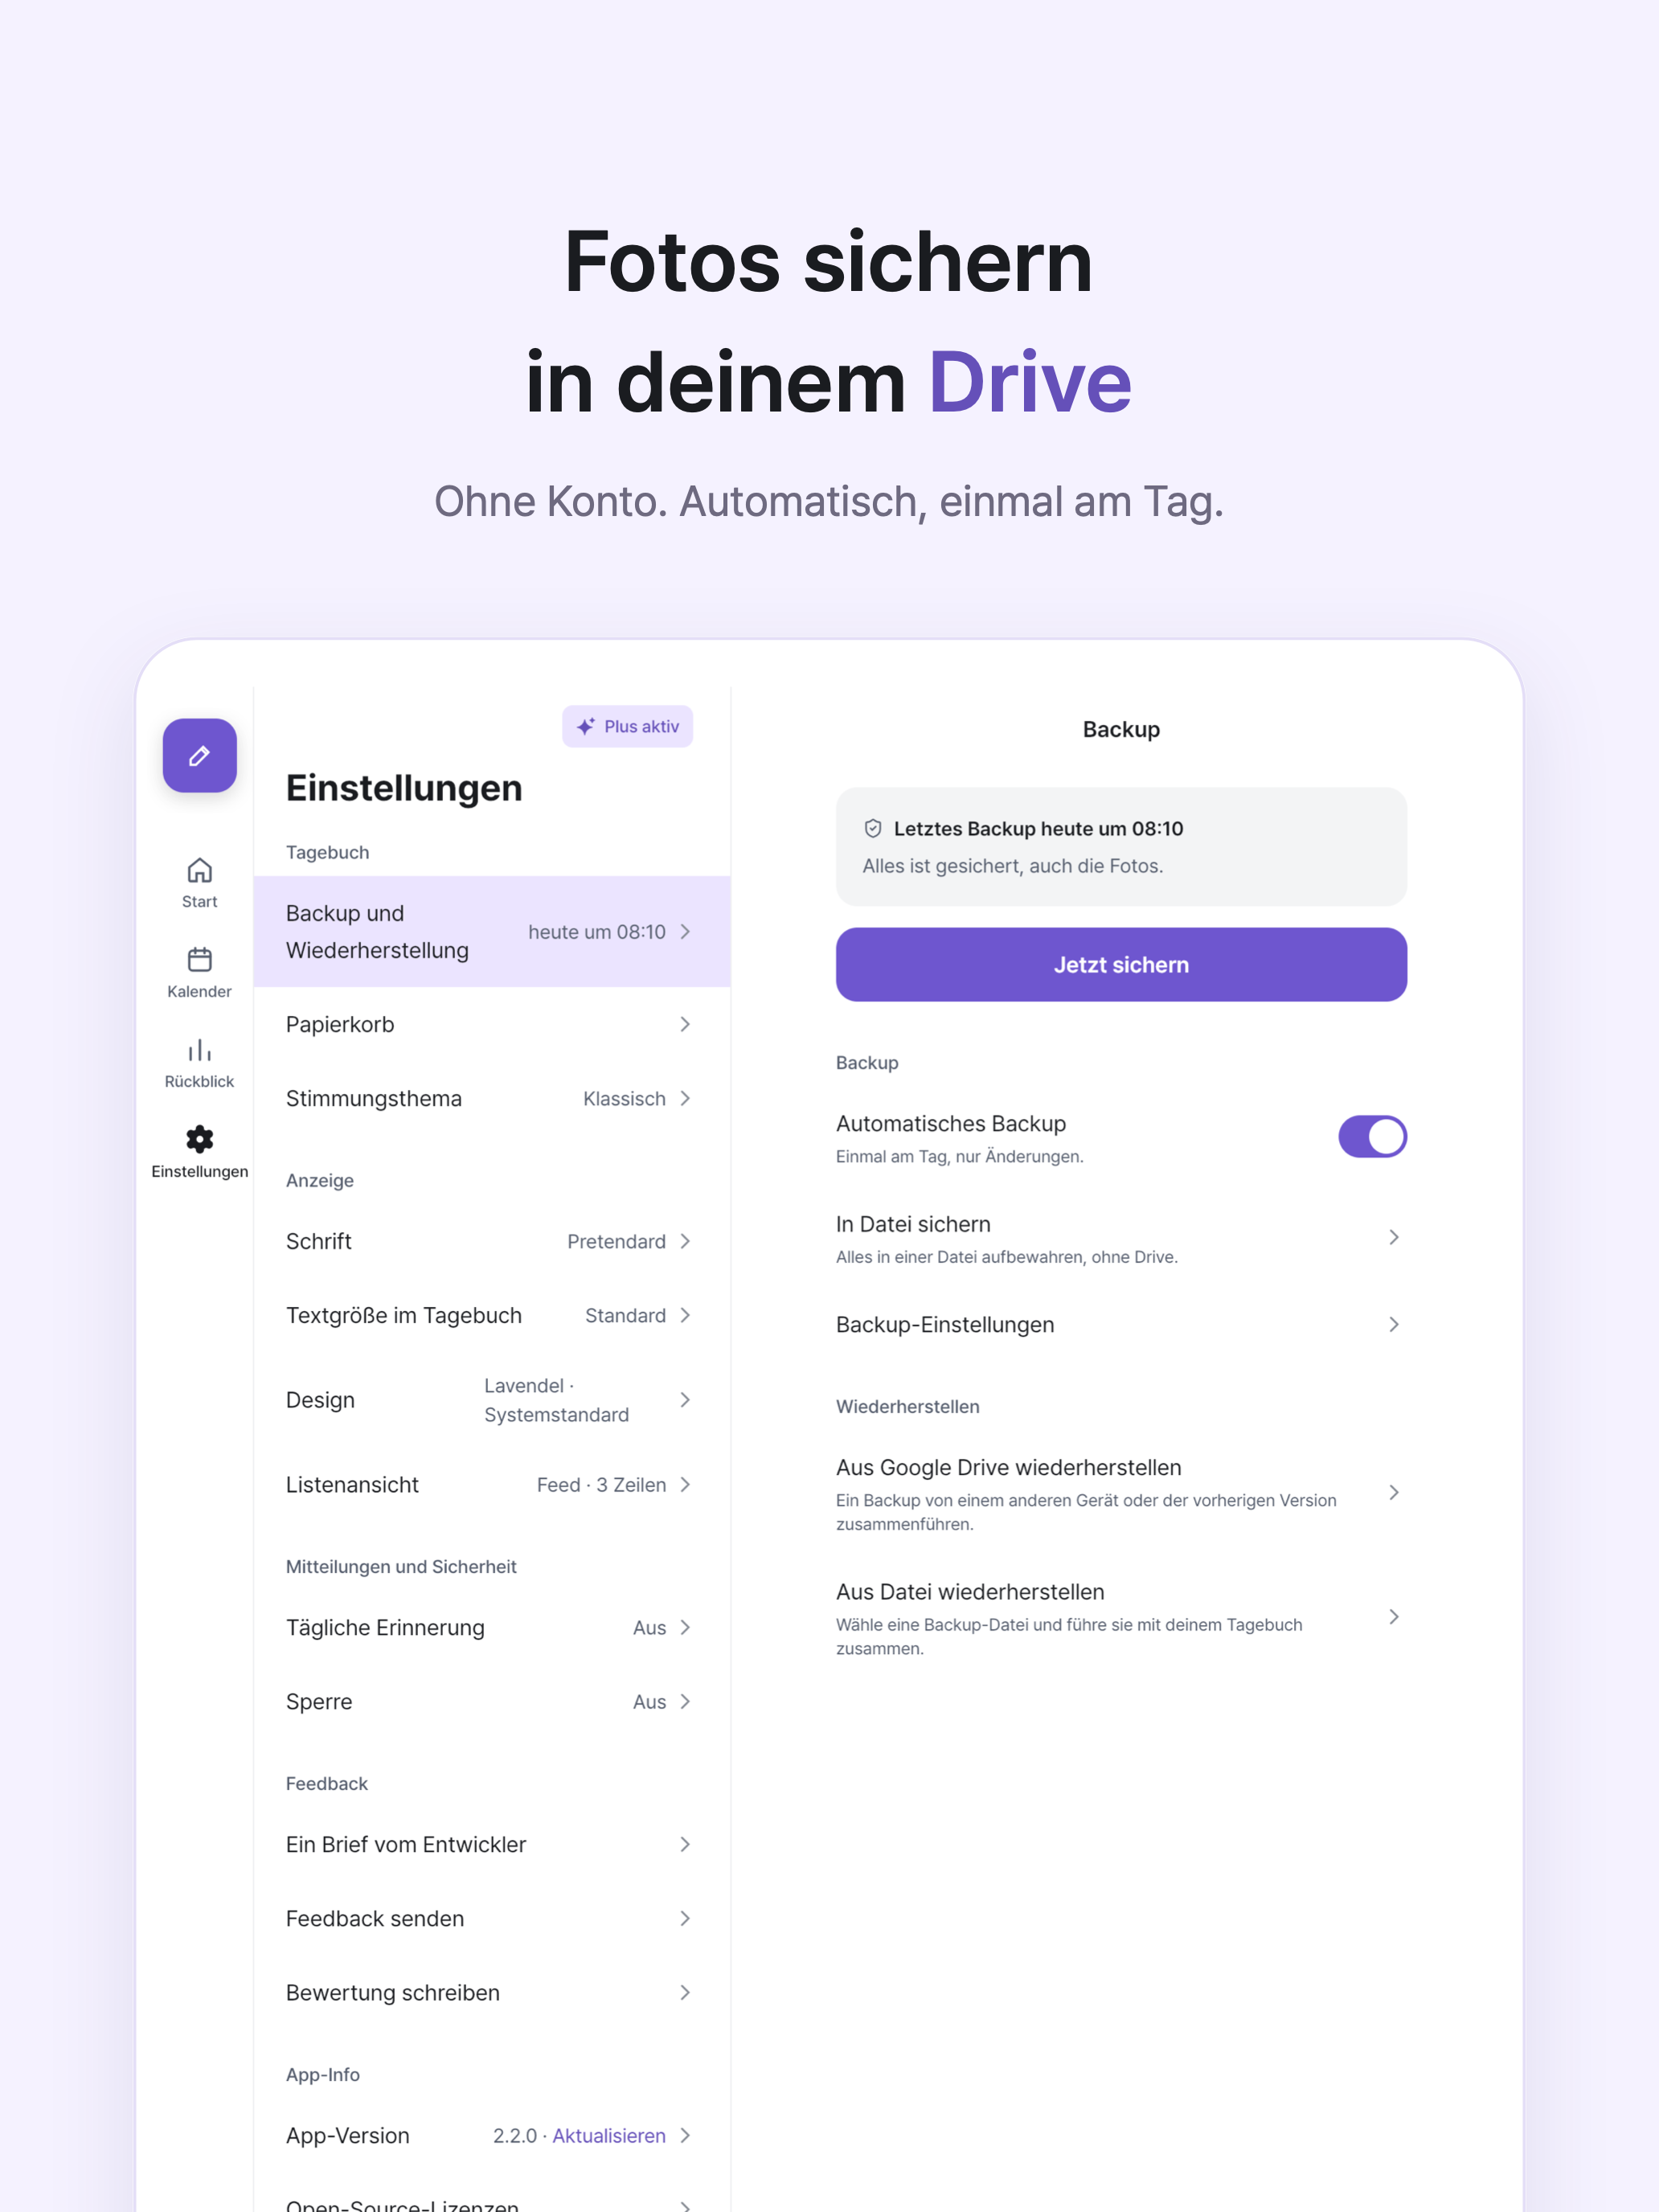 Fotos sichern
in deinem Drive
Ohne Konto. Automatisch, einmal am Tag.
Start
Kalender
Rückblick
Einstellungen
Plus aktiv
Einstellungen
Tagebuch
Backup und
Wiederherstellung
heute um 08:10
Papierkorb
Stimmungsthema
Klassisch
Anzeige
Schrift
Pretendard
Textgröße im Tagebuch
Standard
Design
Lavendel ·
Systemstandard
Listenansicht
Feed · 3 Zeilen
Mitteilungen und Sicherheit
Tägliche Erinnerung
Aus
Sperre
Aus
Feedback
Ein Brief vom Entwickler
Feedback senden
Bewertung schreiben
App-Info
App-Version
2.2.0 · Aktualisieren
Open-Source-Lizenzen
Backup
Letztes Backup heute um 08:10
Alles ist gesichert, auch die Fotos.
Jetzt sichern
Backup
Automatisches Backup
Einmal am Tag, nur Änderungen.
In Datei sichern
Alles in einer Datei aufbewahren, ohne Drive.
Backup-Einstellungen
Wiederherstellen
Aus Google Drive wiederherstellen
Ein Backup von einem anderen Gerät oder der vorherigen Version
zusammenführen.
Aus Datei wiederherstellen
Wähle eine Backup-Datei und führe sie mit deinem Tagebuch
zusammen.